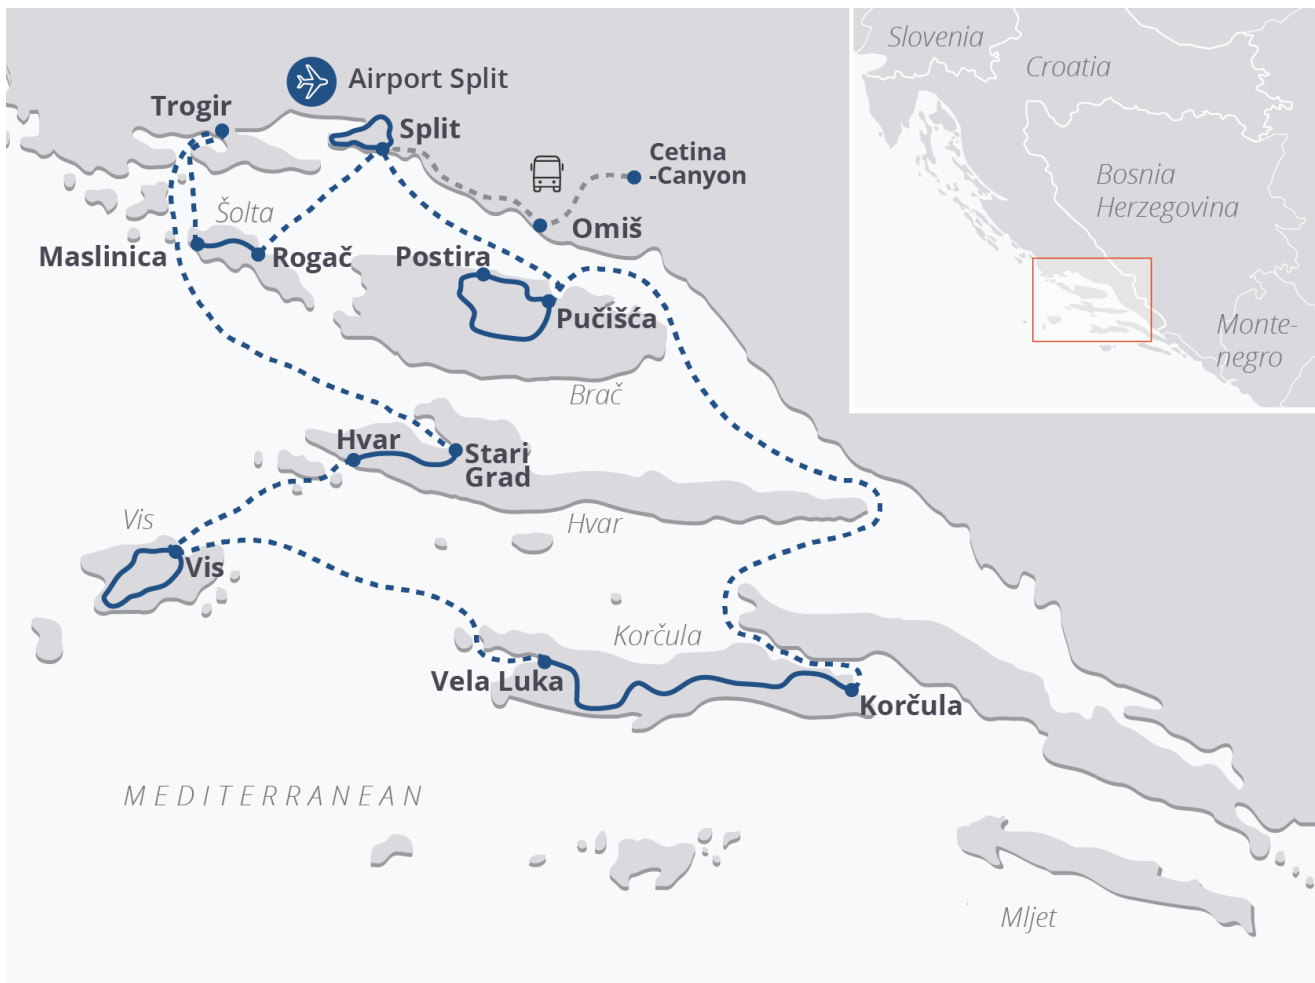 Slovenia
Croatia
Airport Split
Trogir
Split
Cetina
-Canyon
Bosnia
Herzegovina
Šolta
Omiš
Maslinica
Rogač
Postira
Pučišća
Monte-
negro
Brač
Hvar
Stari
Grad
Vis
Hvar
Vis
Korčula
Vela Luka
Korčula
MEDITERRANEAN
Mljet